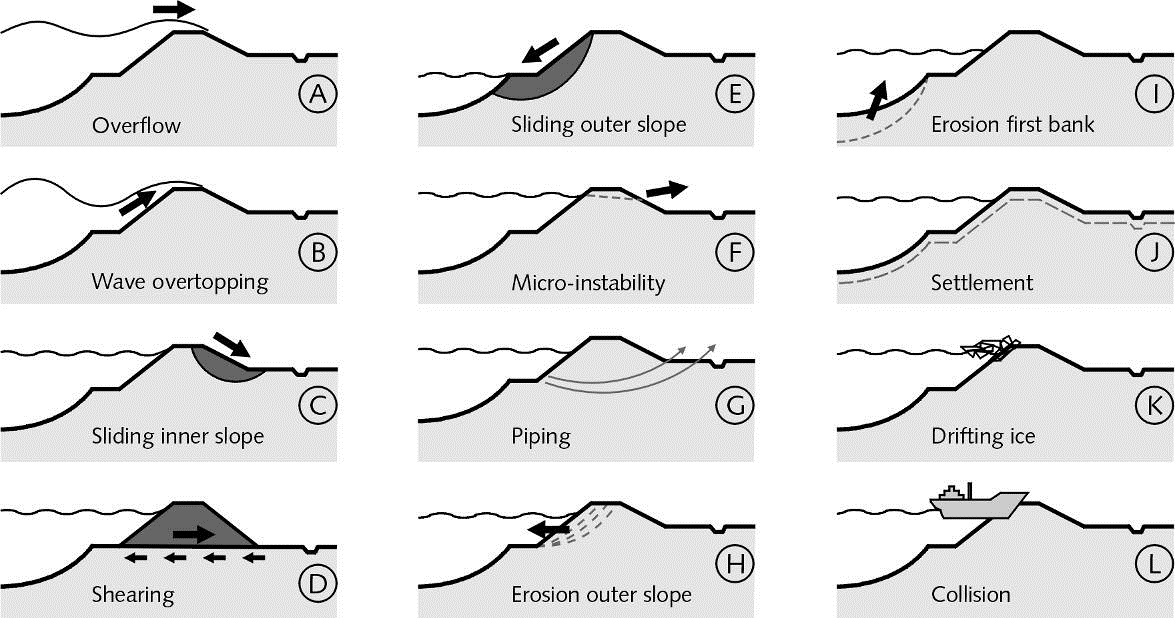 A
Overflow
B
Wave overtopping
C
Sliding inner slope
D
Shearing
E
Sliding outer slope
F
Micro-instability
G
Piping
H
Erosion outer slope
I
Erosion first bank
J
Settlement
K
Drifting ice
L
Collision